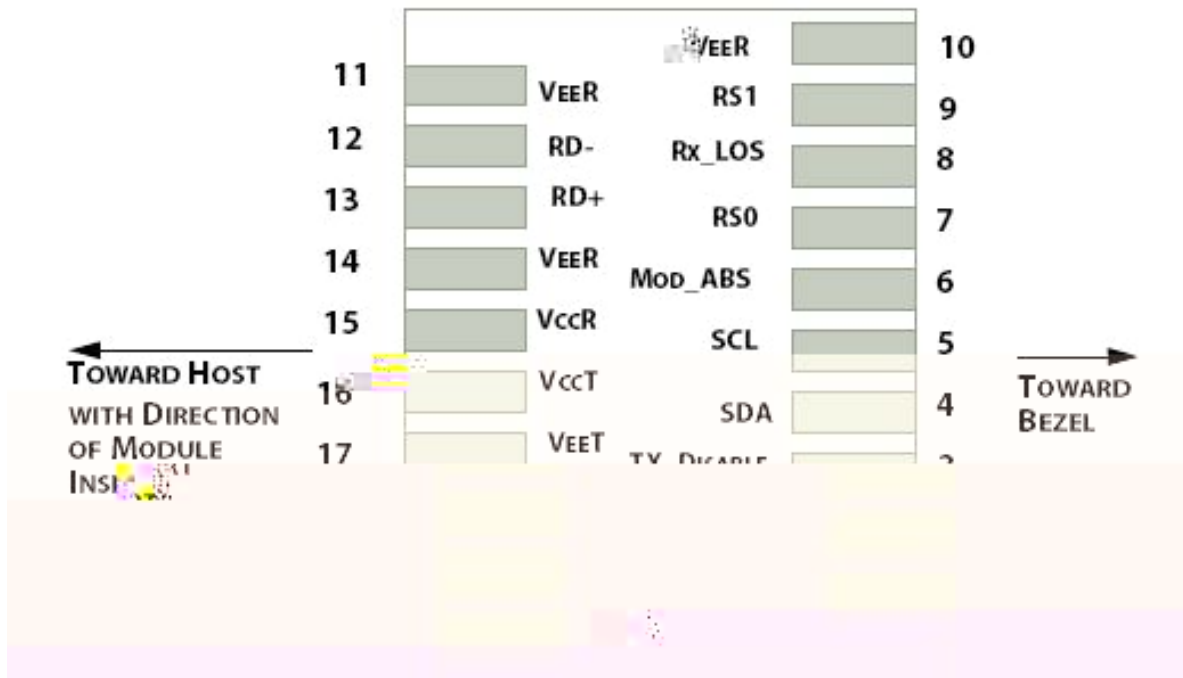 VEER 10
11 VEER
RS1 9
12 RD-
Rx_LOS 8
13 RD+
RS0 7
14 VEER
MOD_ABS 6
15 VCCR
SCL 5
TOWARD HOST
WITH DIRECTION
OF MODULE
16 VCCT
SDA 4
TOWARD
BEZEL
17 VEET